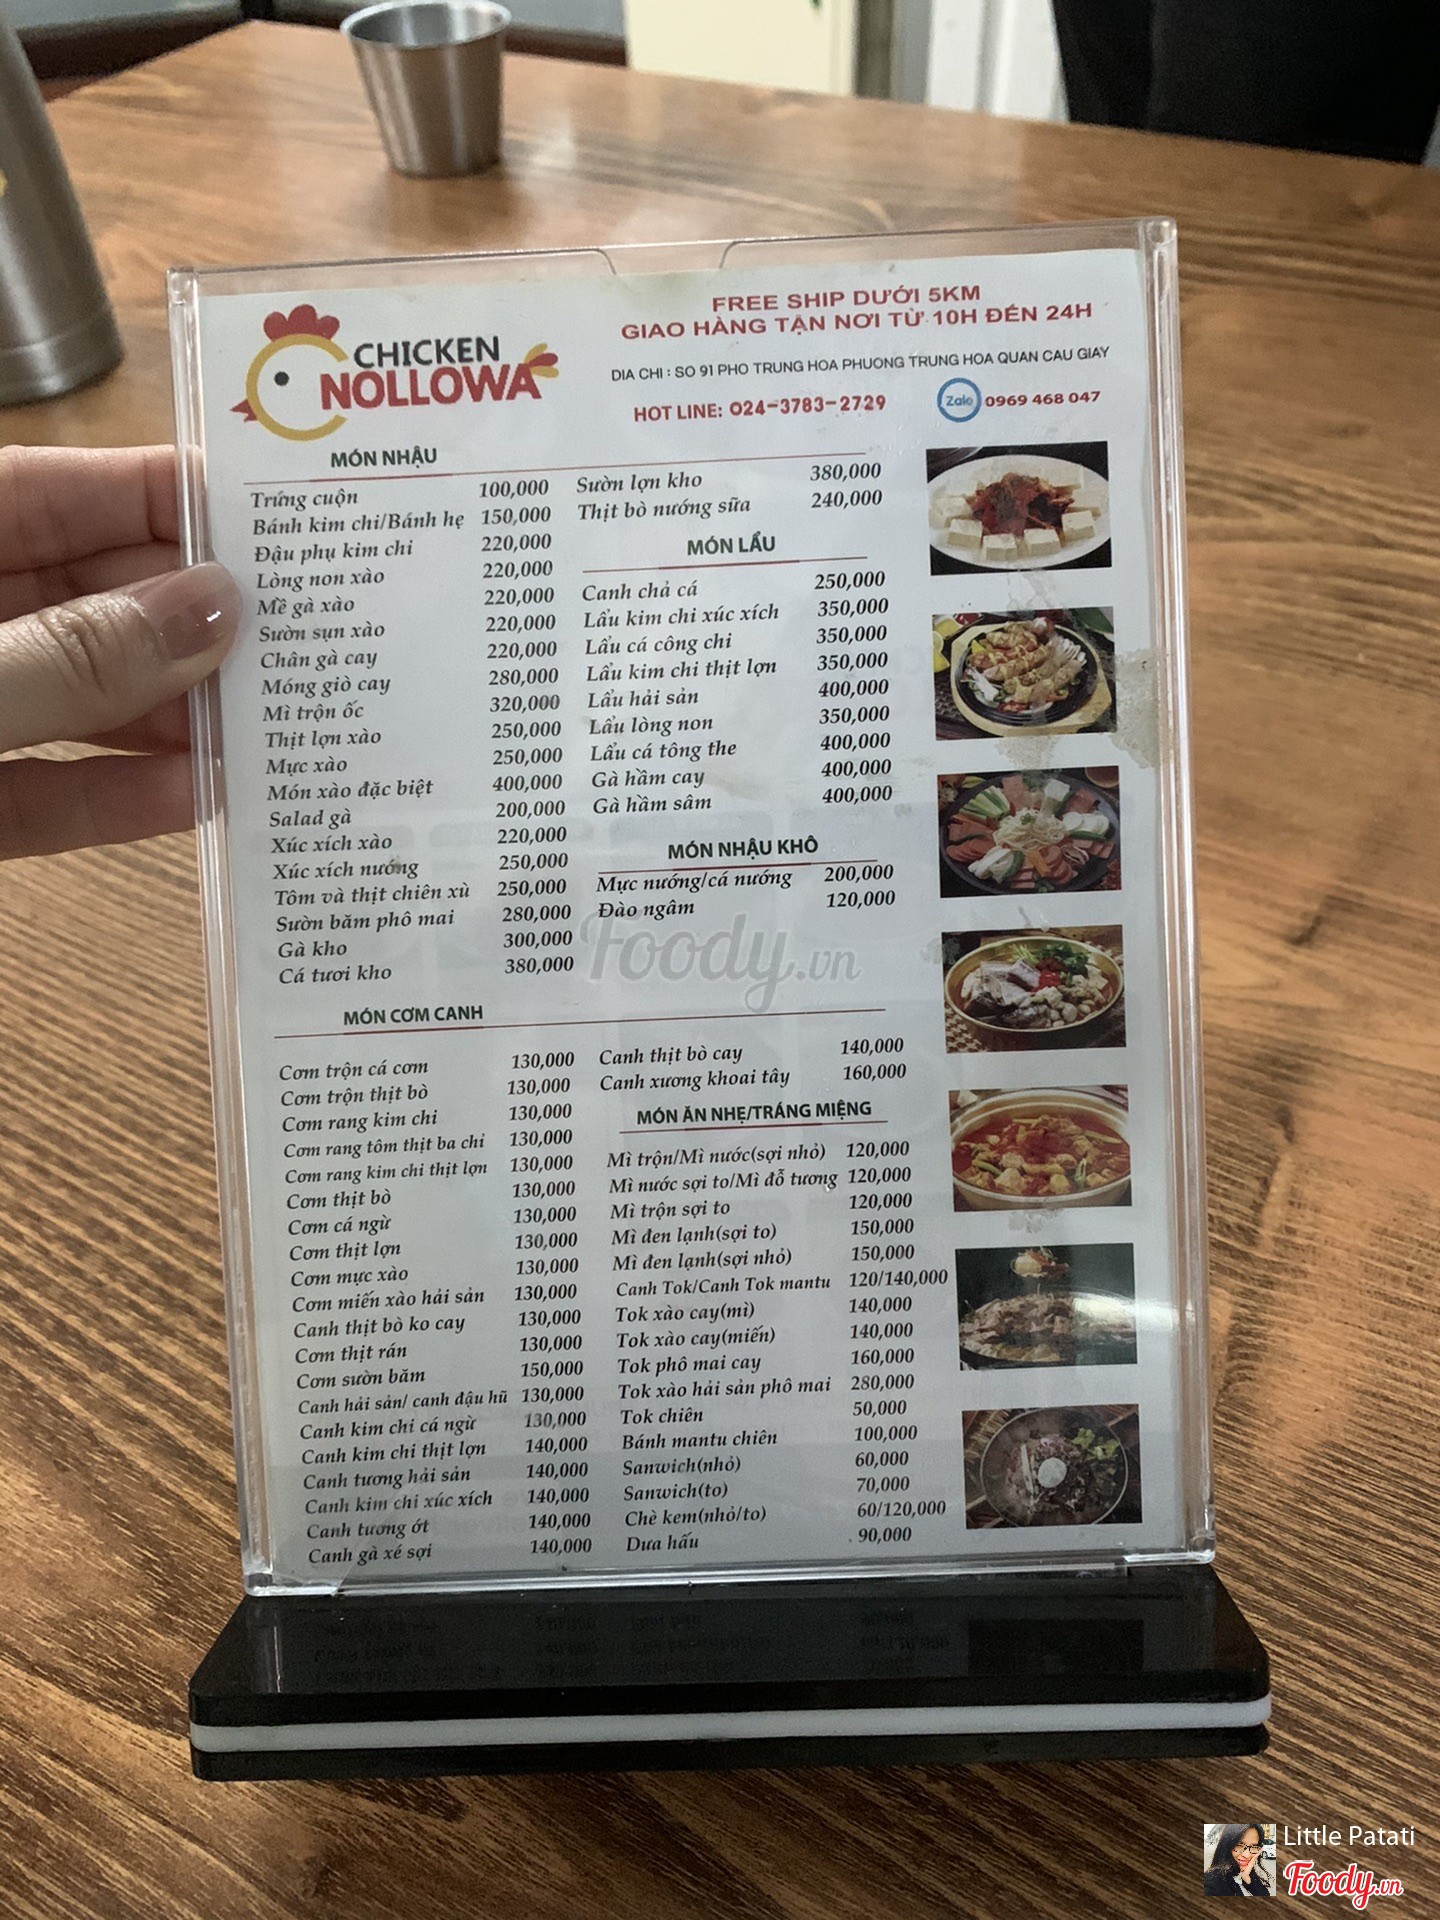 CHICKEN
NOLLOWA
FREE SHIP DƯỚI 5KM
GIAO HÀNG TẬN NƠI TỪ 10H ĐẾN 24H
DIA CHI : SO 91 PHO TRUNG HOA PHUONG TRUNG HOA QUAN CAU GIAY
HOT LINE: 024-3783-2729
Zalo 0969 468 047
MÓN NHẬU
Trứng cuộn 100,000
Bánh kim chi/Bánh hẹ 150,000
Đậu phụ kim chi 220,000
Lòng non xào 220,000
Mề gà xào 220,000
Sườn sụn xào 220,000
Chân gà cay 220,000
Móng giò cay 280,000
Mì trộn ốc 320,000
Thịt lợn xào 250,000
Mực xào 250,000
Món xào đặc biệt 400,000
Salad gà 200,000
Xúc xích xào 220,000
Xúc xích nướng 250,000
Tôm và thịt chiên xù 250,000
Sườn băm phô mai 280,000
Gà kho 300,000
Cá tươi kho 380,000
Sườn lợn kho 380,000
Thịt bò nướng sữa 240,000
MÓN LẨU
Canh chả cá 250,000
Lẩu kim chi xúc xích 350,000
Lẩu cá công chi 350,000
Lẩu kim chi thịt lợn 350,000
Lẩu hải sản 400,000
Lẩu lòng non 350,000
Lẩu cá tông the 400,000
Gà hầm cay 400,000
Gà hầm sâm 400,000
MÓN NHẬU KHÔ
Mực nướng/cá nướng 200,000
Đào ngâm 120,000
Foody.vn
MÓN CƠM CANH
Cơm trộn cá cơm 130,000
Cơm trộn thịt bò 130,000
Cơm rang kim chi 130,000
Cơm rang tôm thịt ba chỉ 130,000
Cơm rang kim chi thịt lợn 130,000
Cơm thịt bò 130,000
Cơm cá ngừ 130,000
Cơm thịt lợn 130,000
Cơm mực xào 130,000
Cơm miến xào hải sản 130,000
Canh thịt bò ko cay 130,000
Cơm thịt rán 130,000
Cơm sườn băm 150,000
Canh hải sản/ canh đậu hũ 130,000
Canh kim chi cá ngừ 130,000
Canh kim chi thịt lợn 140,000
Canh tương hải sản 140,000
Canh kim chi xúc xích 140,000
Canh tương ớt 140,000
Canh gà xé sợi 140,000
Canh thịt bò cay 140,000
Canh xương khoai tây 160,000
MÓN ĂN NHẸ/TRÁNG MIỆNG
Mì trộn/Mì nước(sợi nhỏ) 120,000
Mì nước sợi to/Mì đỗ tương 120,000
Mì trộn sợi to 120,000
Mì đen lạnh(sợi to) 150,000
Mì đen lạnh(sợi nhỏ) 150,000
Canh Tok/Canh Tok mantu 120/140,000
Tok xào cay(mì) 140,000
Tok xào cay(miến) 140,000
Tok phô mai cay 160,000
Tok xào hải sản phô mai 280,000
Tok chiên 50,000
Bánh mantu chiên 100,000
Sanwich(nhỏ) 60,000
Sanwich(to) 70,000
Chè kem(nhỏ/to) 60/120,000
Dưa hấu 90,000
Little Patati
Foody.vn